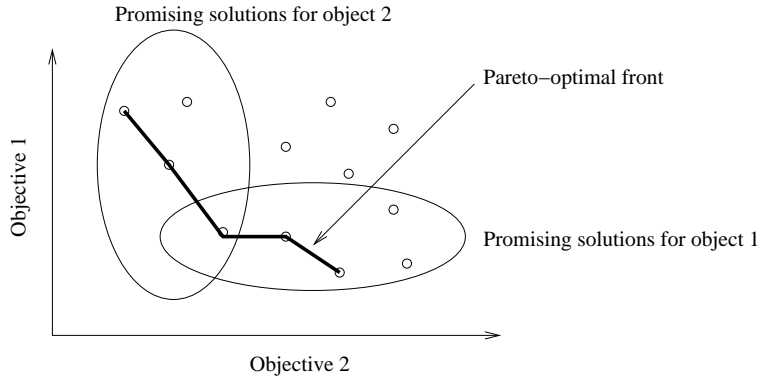 Promising solutions for object 2
Pareto−optimal front
Objective 1
Promising solutions for object 1
Objective 2